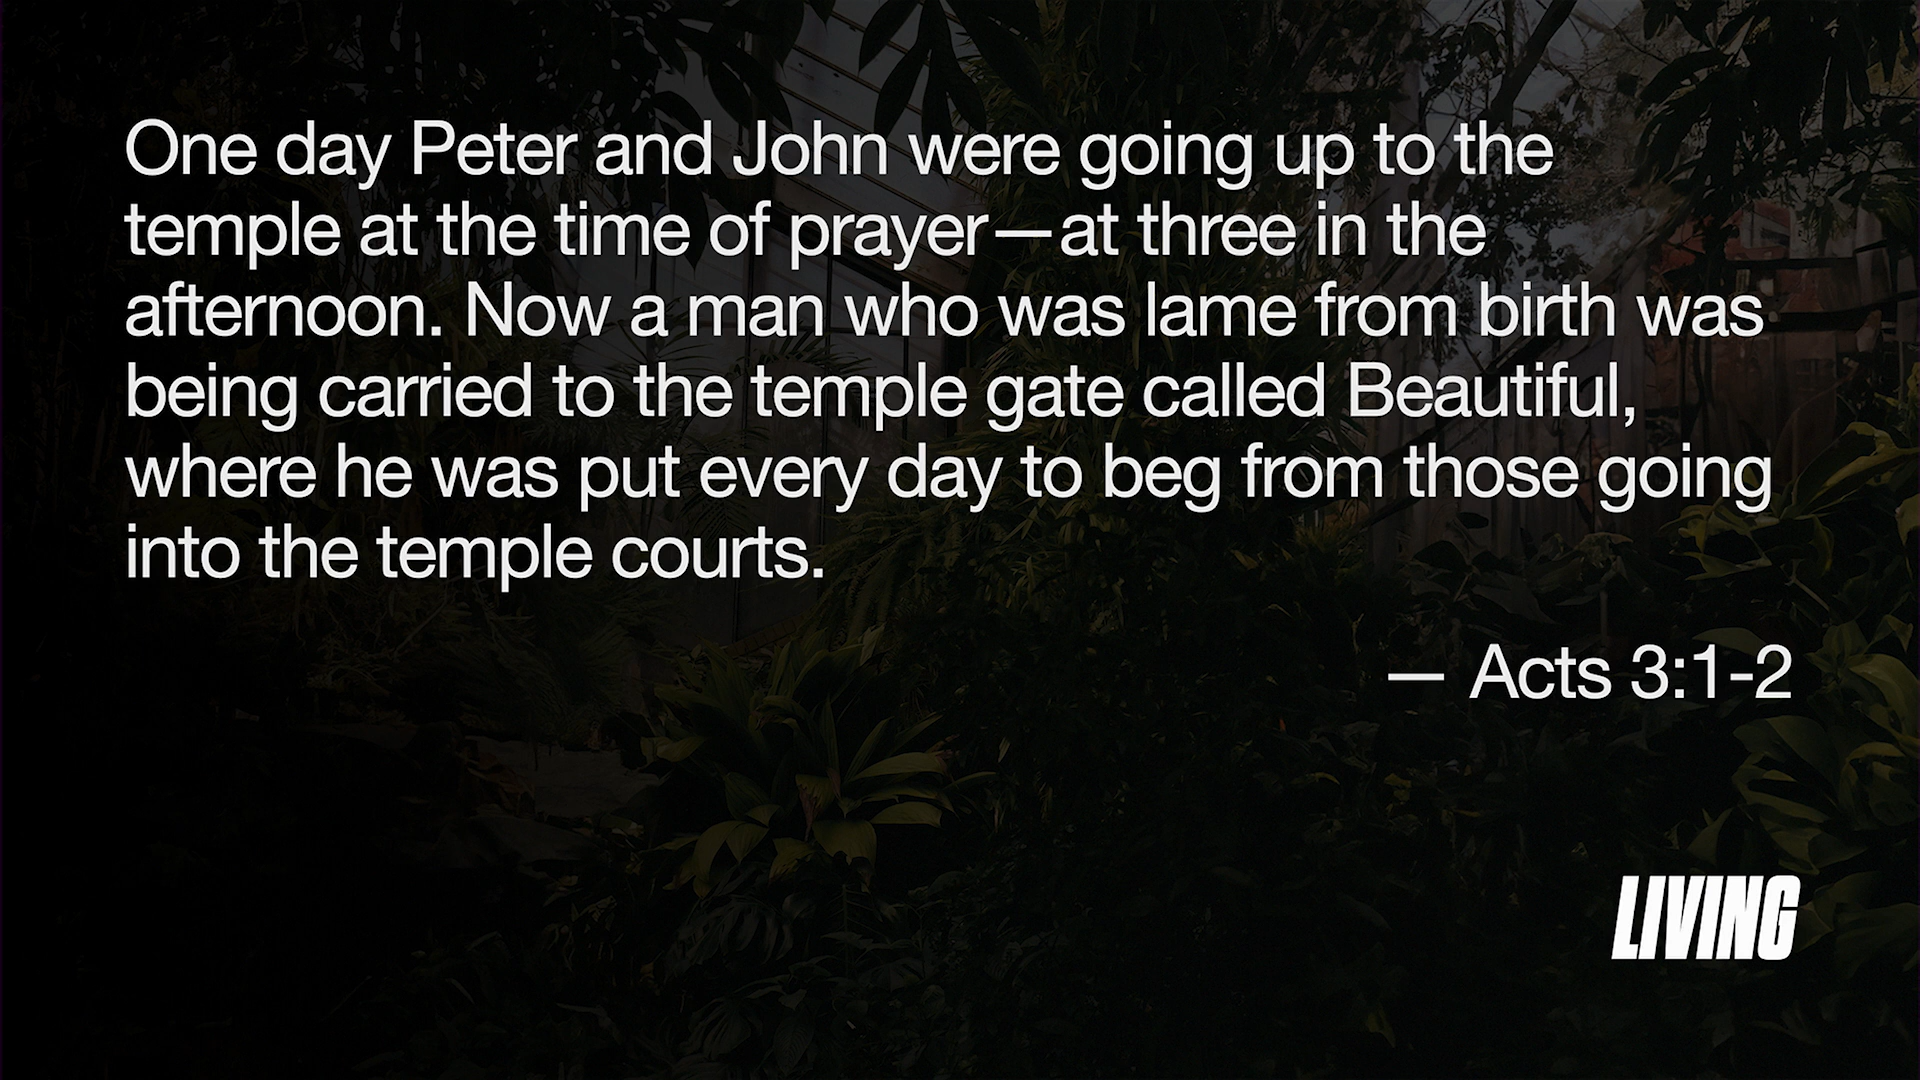 One day Peter and John were going up to the
temple at the time of prayer—at three in the
afternoon. Now a man who was lame from birth was
being carried to the temple gate called Beautiful,
where he was put every day to beg from those going
into the temple courts.
— Acts 3:1-2
LIVING